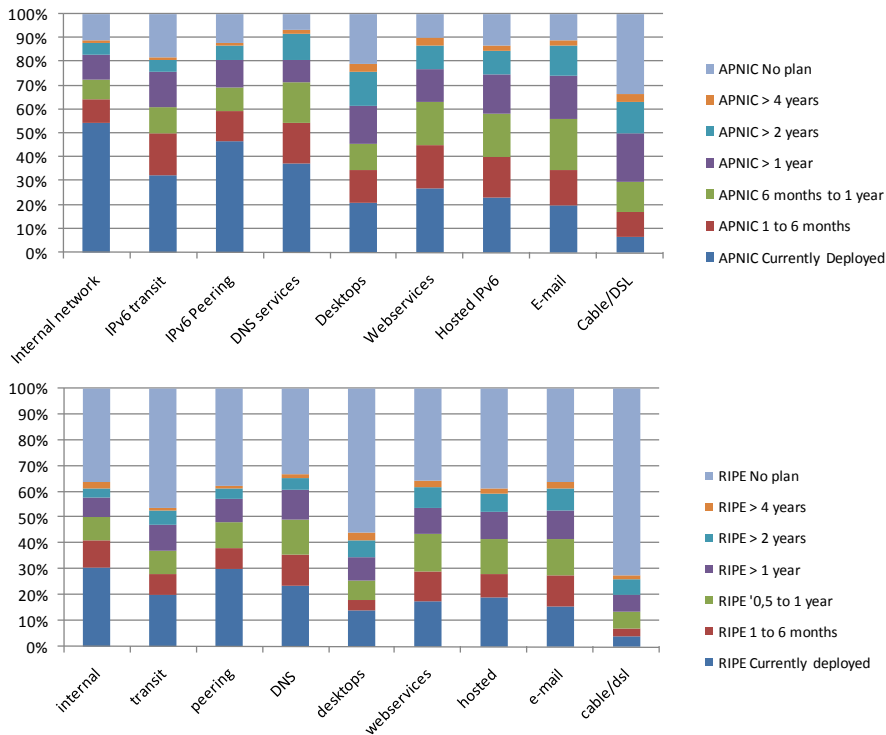 100%
90%
80%
70%
60%
50%
40%
30%
20%
10%
0%
Internal network
IPv6 transit
IPv6 Peering
DNS services
Desktops
Webservices
Hosted IPv6
E-mail
Cable/DSL
APNIC No plan
APNIC > 4 years
APNIC > 2 years
APNIC > 1 year
APNIC 6 months to 1 year
APNIC 1 to 6 months
APNIC Currently Deployed
100%
90%
80%
70%
60%
50%
40%
30%
20%
10%
0%
internal
transit
peering
DNS
desktops
webservices
hosted
e-mail
cable/dsl
RIPE No plan
RIPE > 4 years
RIPE > 2 years
RIPE > 1 year
RIPE '0,5 to 1 year
RIPE 1 to 6 months
RIPE Currently deployed